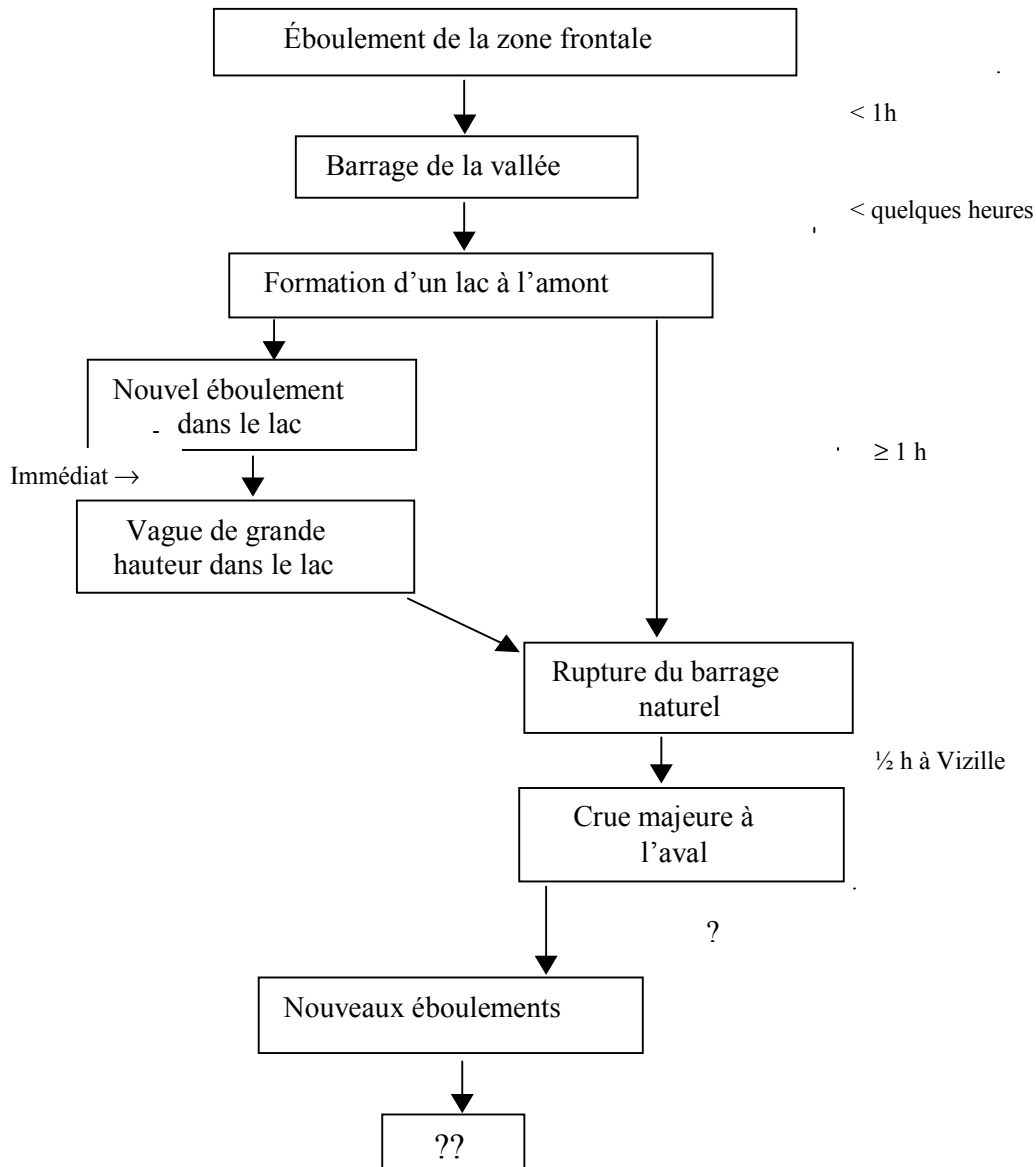 Éboulement de la zone frontale
< 1h
Barrage de la vallée
< quelques heures
Formation d’un lac à l’amont
Nouvel éboulement
dans le lac
≥ 1 h
Immédiat →
Vague de grande
hauteur dans le lac
Rupture du barrage
naturel
½ h à Vizille
Crue majeure à
l’aval
?
Nouveaux éboulements
??